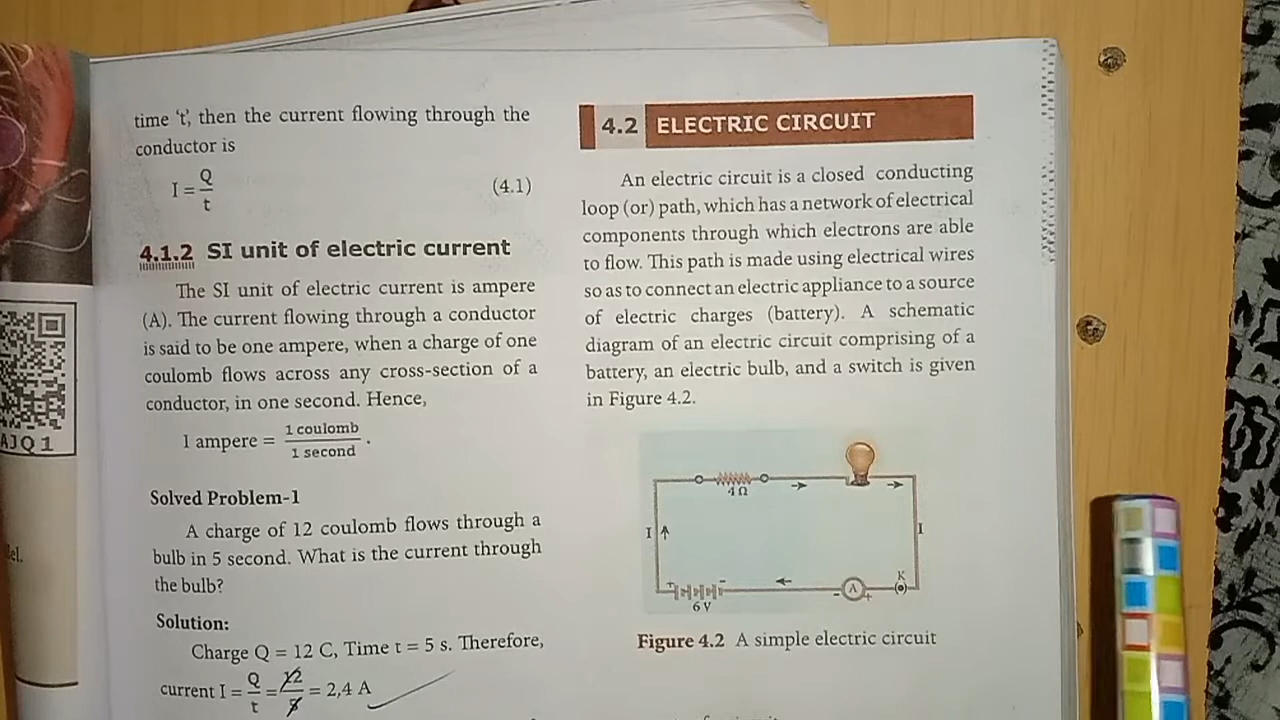 time ‘t’, then the current flowing through the
conductor is
I = Q/t (4.1)
4.1.2 SI unit of electric current
The SI unit of electric current is ampere
(A). The current flowing through a conductor
is said to be one ampere, when a charge of one
coulomb flows across any cross-section of a
conductor, in one second. Hence,
1 ampere = 1 coulomb / 1 second .
Solved Problem-1
A charge of 12 coulomb flows through a
bulb in 5 second. What is the current through
the bulb?
Solution:
Charge Q = 12 C, Time t = 5 s. Therefore,
current I = Q/t = 12/5 = 2,4 A
4.2 ELECTRIC CIRCUIT
An electric circuit is a closed conducting
loop (or) path, which has a network of electrical
components through which electrons are able
to flow. This path is made using electrical wires
so as to connect an electric appliance to a source
of electric charges (battery). A schematic
diagram of an electric circuit comprising of a
battery, an electric bulb, and a switch is given
in Figure 4.2.
4 Ω
I
I
K
+ -
- A +
6 V
Figure 4.2 A simple electric circuit
AJQ1